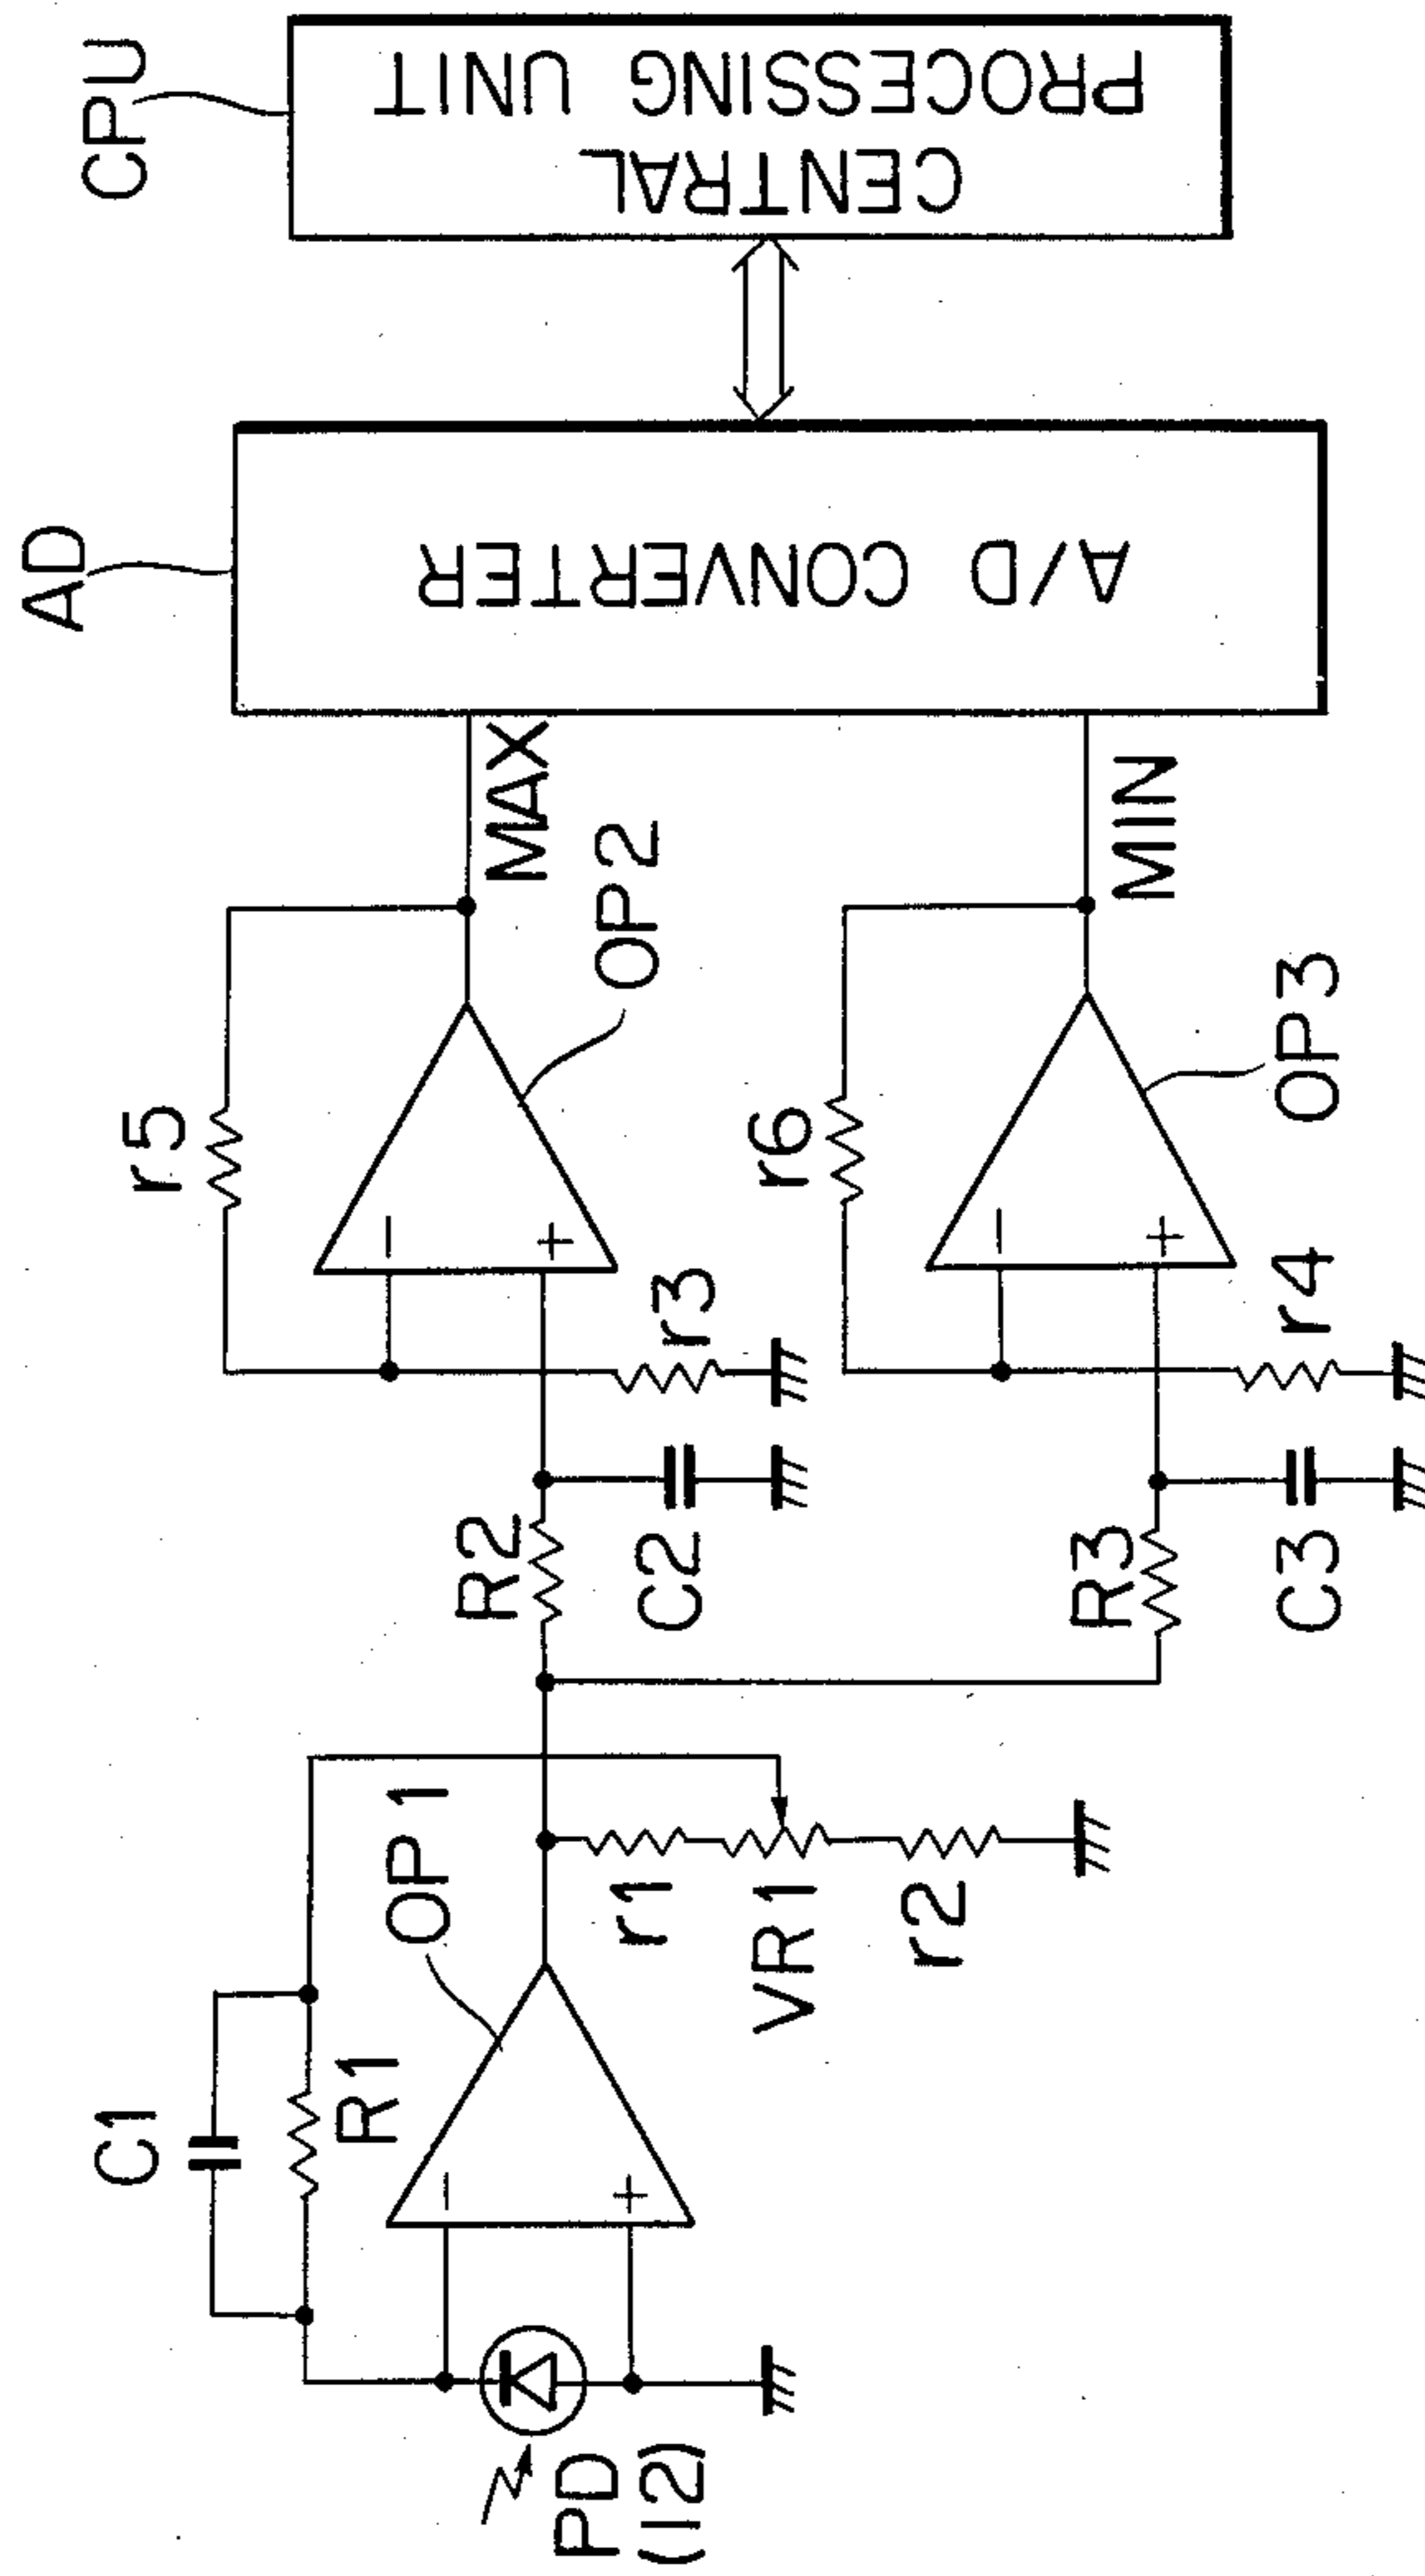 C1
R1
OP1
PD
(12)
r1
VR1
r2
R2
C2
R3
C3
r5
r3
OP2
MAX
r6
r4
OP3
MIN
-
+
-
+
-
+
AD
A/D CONVERTER
CPU
CENTRAL
PROCESSING UNIT